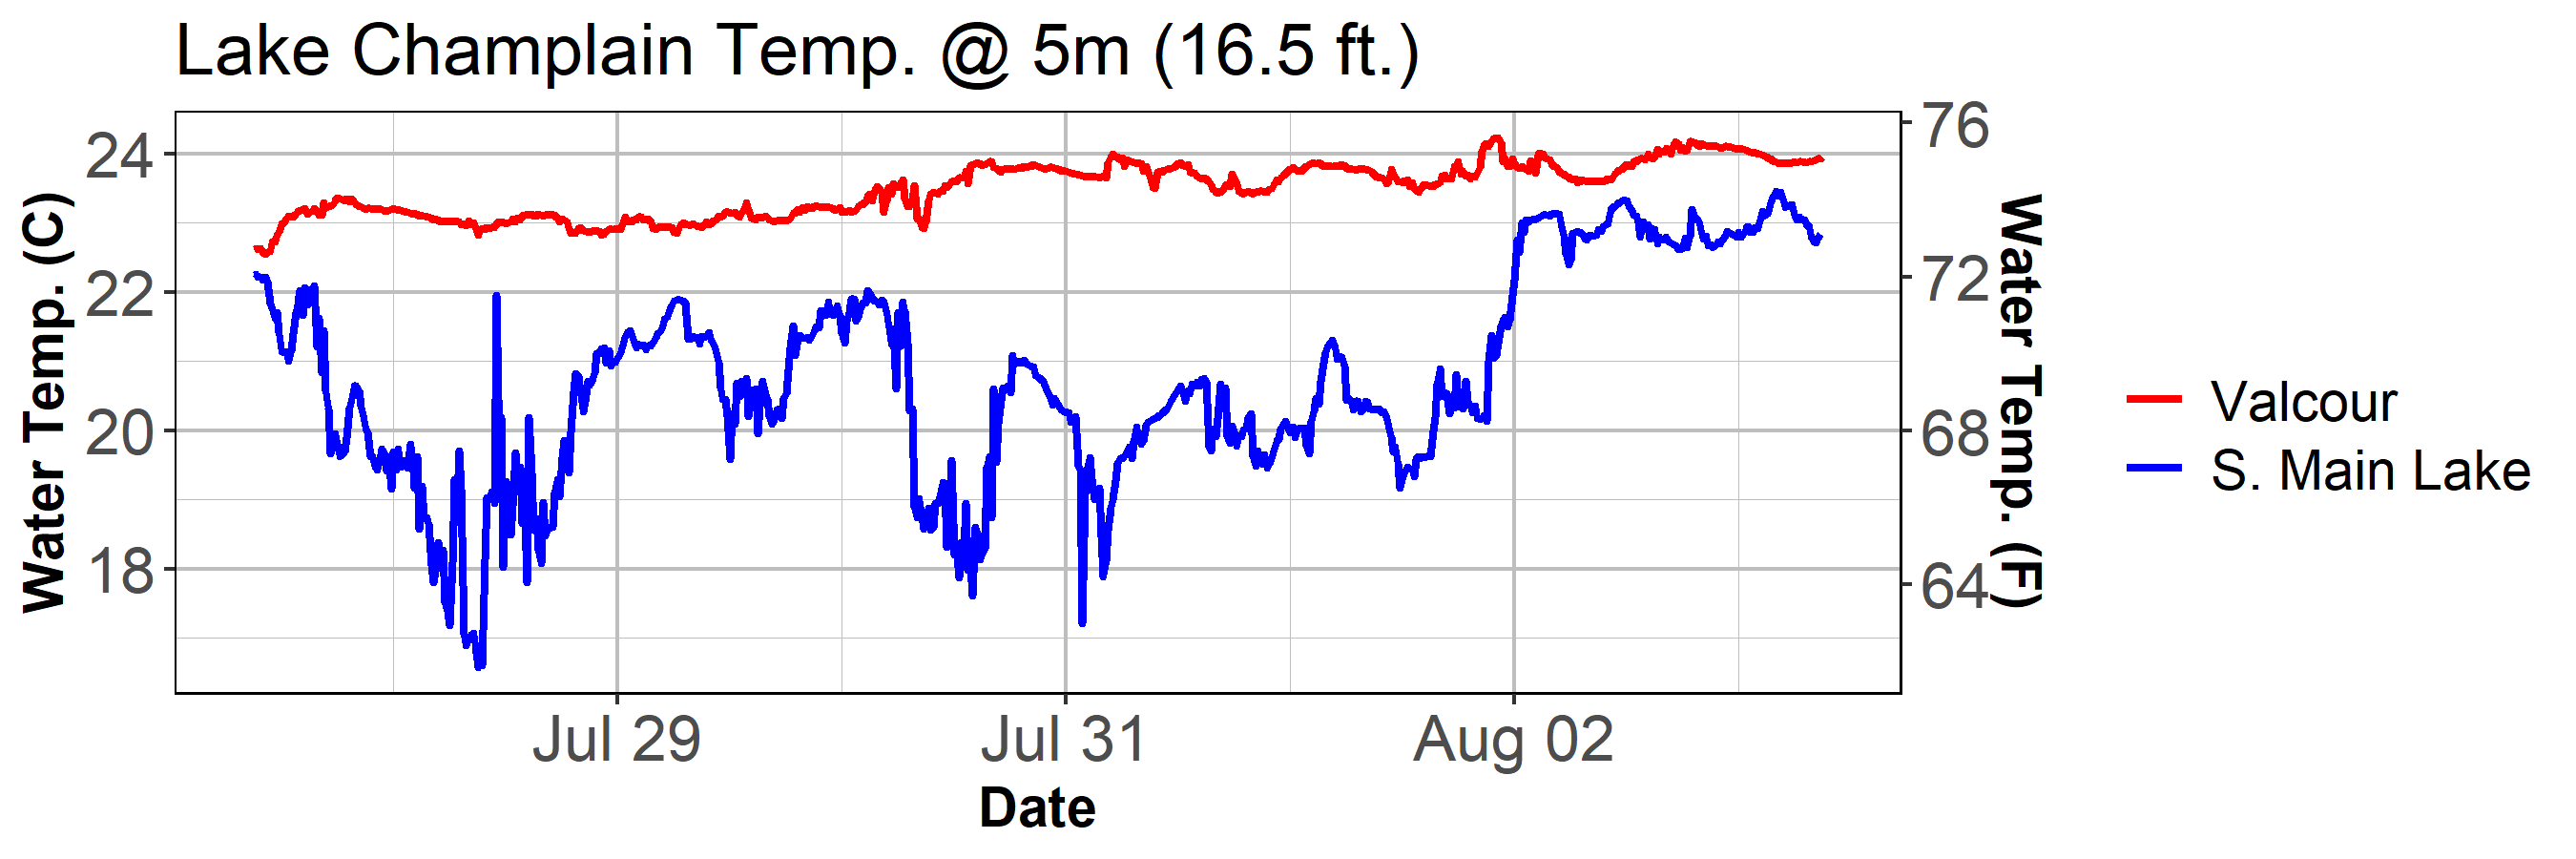 Lake Champlain Temp. @ 5m (16.5 ft.)
Water Temp. (C)
24
22
20
18
76
72
68
64
Water Temp. (F)
Jul 29
Jul 31
Aug 02
Date
Valcour
S. Main Lake